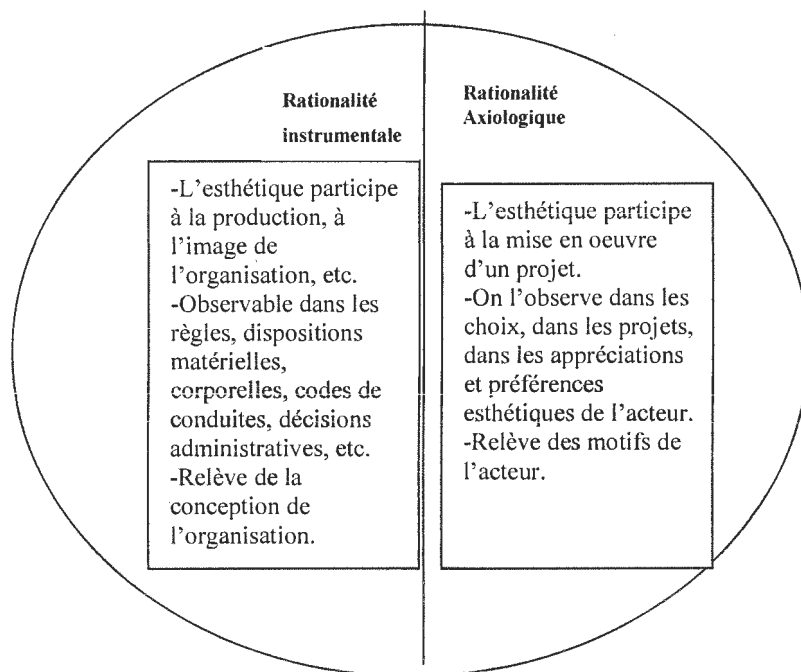 Rationalité
instrumentale
-L'esthétique participe
à la production, à
l'image de
l'organisation, etc.
-Observable dans les
règles, dispositions
matérielles,
corporelles, codes de
conduites, décisions
administratives, etc.
-Relève de la
conception de
l'organisation.
Rationalité
Axiologique
-L'esthétique participe
à la mise en oeuvre
d'un projet.
-On l'observe dans les
choix, dans les projets,
dans les appréciations
et préférences
esthétiques de l'acteur.
-Relève des motifs de
l'acteur.